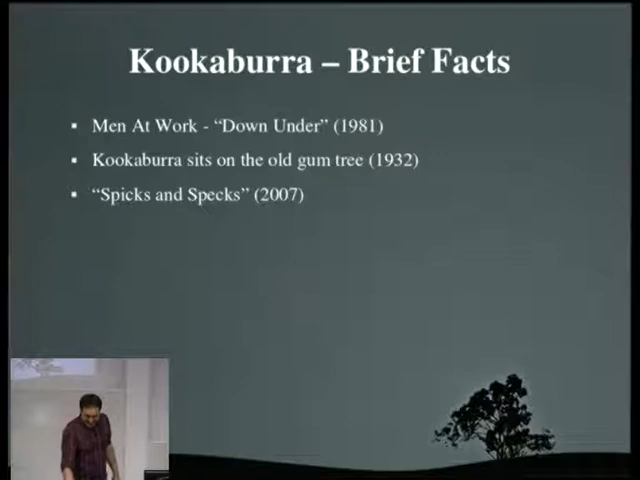 Kookaburra – Brief Facts
Men At Work - “Down Under” (1981)
Kookaburra sits on the old gum tree (1932)
“Spicks and Specks” (2007)